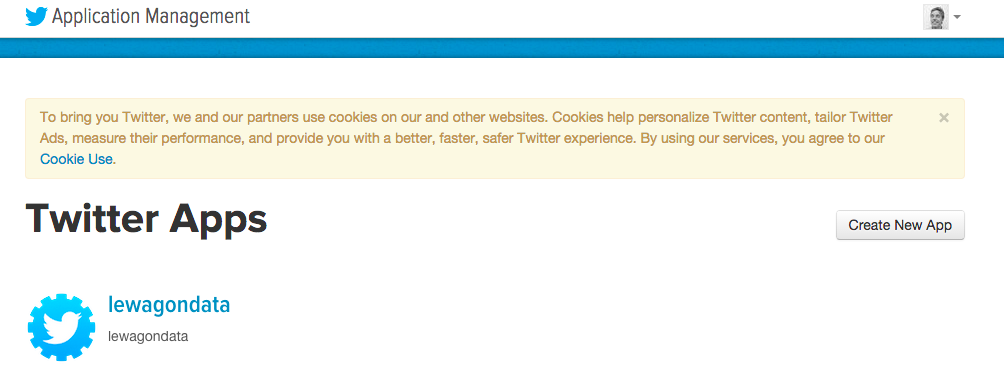 Application Management
To bring you Twitter, we and our partners use cookies on our and other websites. Cookies help personalize Twitter content, tailor Twitter
Ads, measure their performance, and provide you with a better, faster, safer Twitter experience. By using our services, you agree to our
Cookie Use.
×
Twitter Apps
Create New App
lewagondata
lewagondata